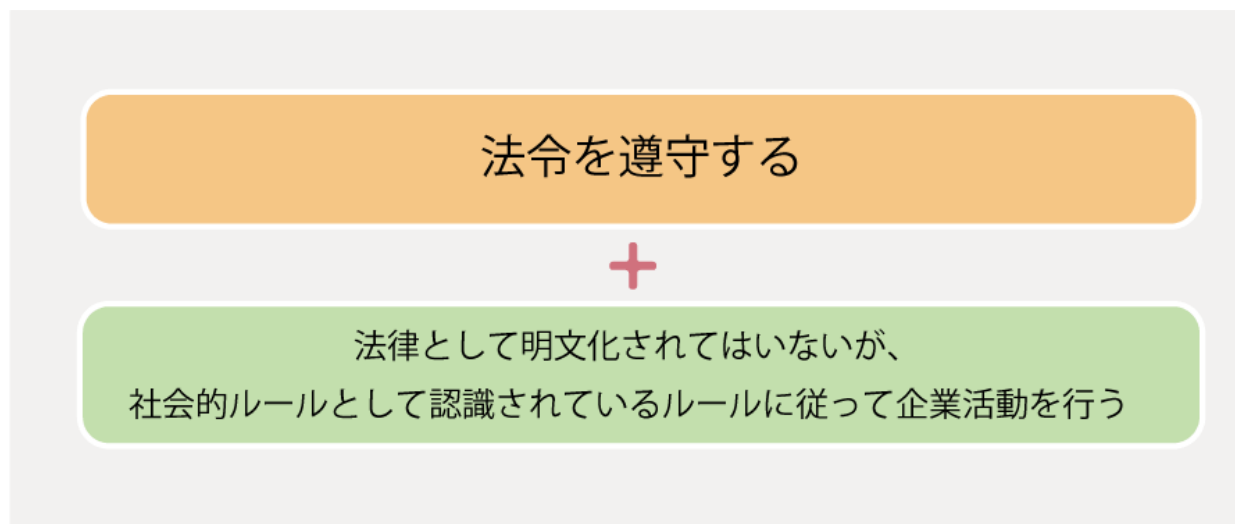 法令を遵守する
+
法律として明文化されてはいないが、
社会的ルールとして認識されているルールに従って企業活動を行う